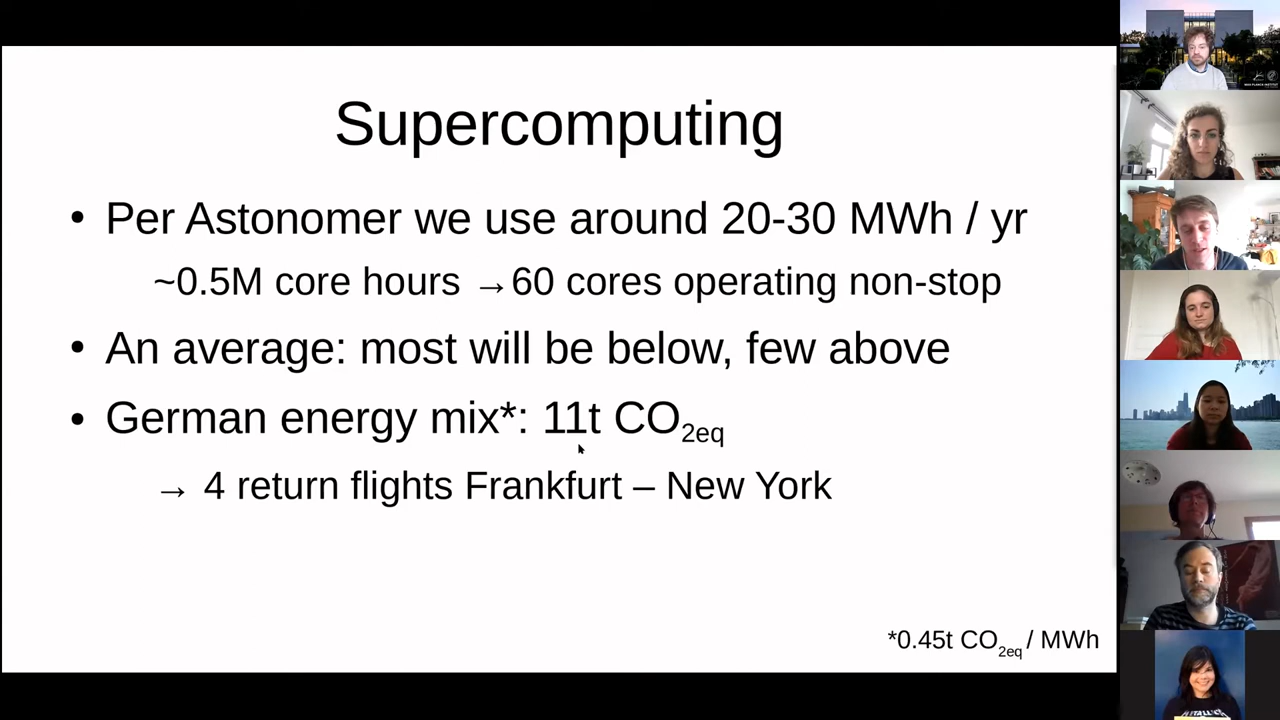 Supercomputing
• Per Astonomer we use around 20-30 MWh / yr
~0.5M core hours →60 cores operating non-stop
• An average: most will be below, few above
• German energy mix*: 11t CO2eq
→ 4 return flights Frankfurt – New York
*0.45t CO2eq / MWh